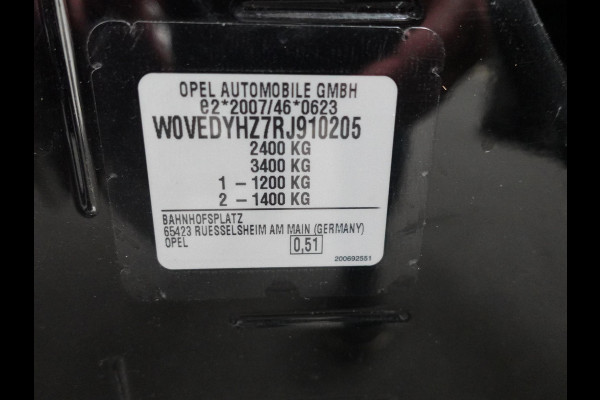 OPEL AUTOMOBILE GMBH
e2*2007/46*0623
W0VEDYHZ7RJ910205
2400 KG
3400 KG
1 – 1200 KG
2 – 1400 KG
BAHNHOFSPLATZ
65423 RUESSELSHEIM AM MAIN (GERMANY)
OPEL 0,51
200692551